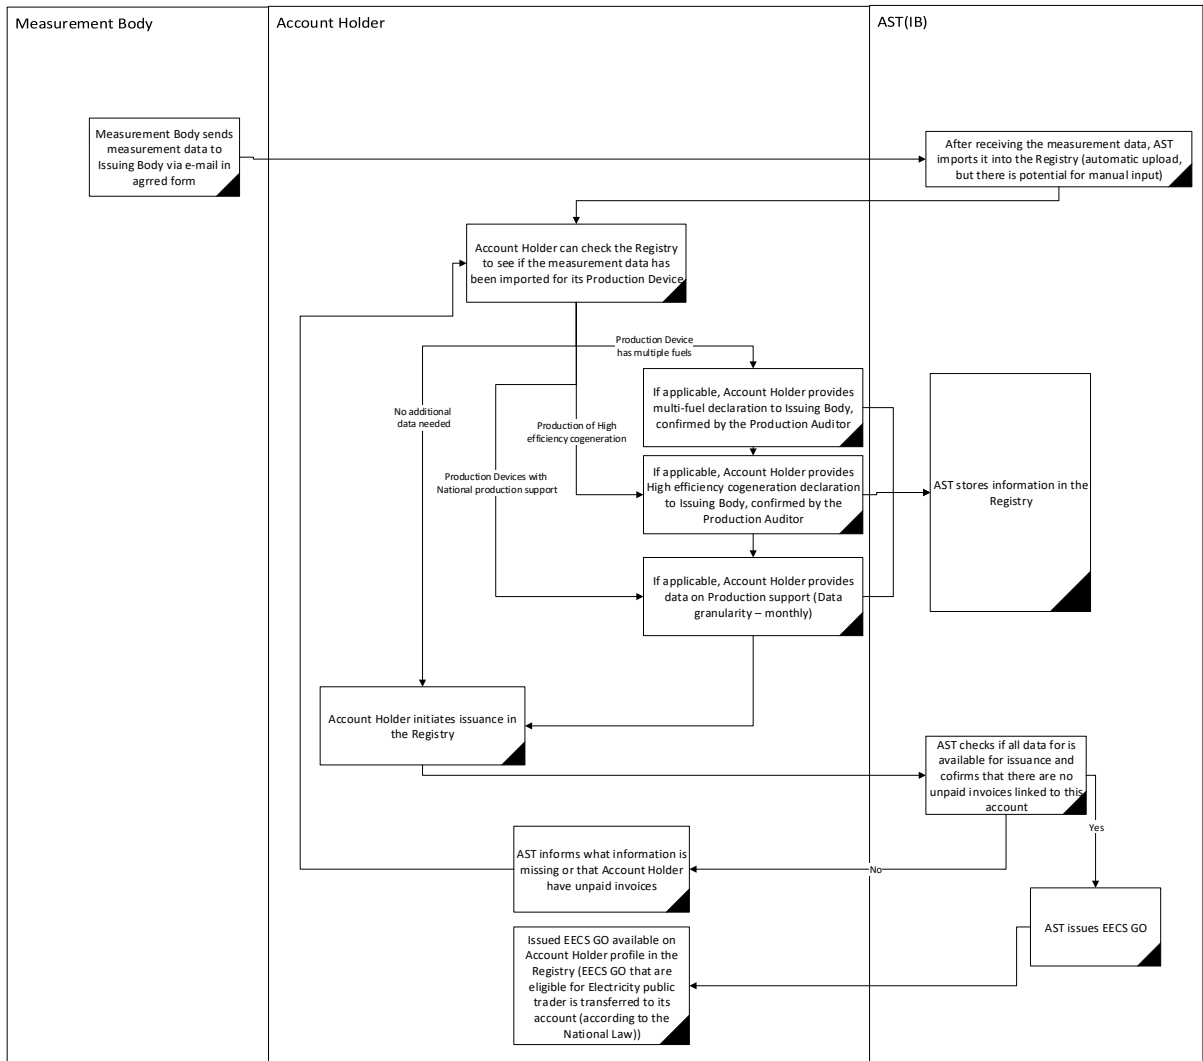 Measurement Body
Account Holder
AST(IB)
Measurement Body sends
measurement data to
Issuing Body via e-mail in
agrred form
After receiving the measurement data, AST
imports it into the Registry (automatic upload,
but there is potential for manual input)
Account Holder can check the Registry
to see if the measurement data has
been imported for its Production Device
Production Device
has multiple fuels
If applicable, Account Holder provides
multi-fuel declaration to Issuing Body,
confirmed by the Production Auditor
No additional
data needed
Production of High
efficiency cogeneration
Production Devices with
National production support
If applicable, Account Holder provides
High efficiency cogeneration declaration
to Issuing Body, confirmed by the
Production Auditor
AST stores information in the
Registry
If applicable, Account Holder provides
data on Production support (Data
granularity – monthly)
Account Holder initiates issuance in
the Registry
AST checks if all data for is
available for issuance and
cofirms that there are no
unpaid invoices linked to this
account
Yes
AST informs what information is
missing or that Account Holder
have unpaid invoices
No
AST issues EECS GO
Issued EECS GO available on
Account Holder profile in the
Registry (EECS GO that are
eligible for Electricity public
trader is transferred to its
account (according to the
National Law))